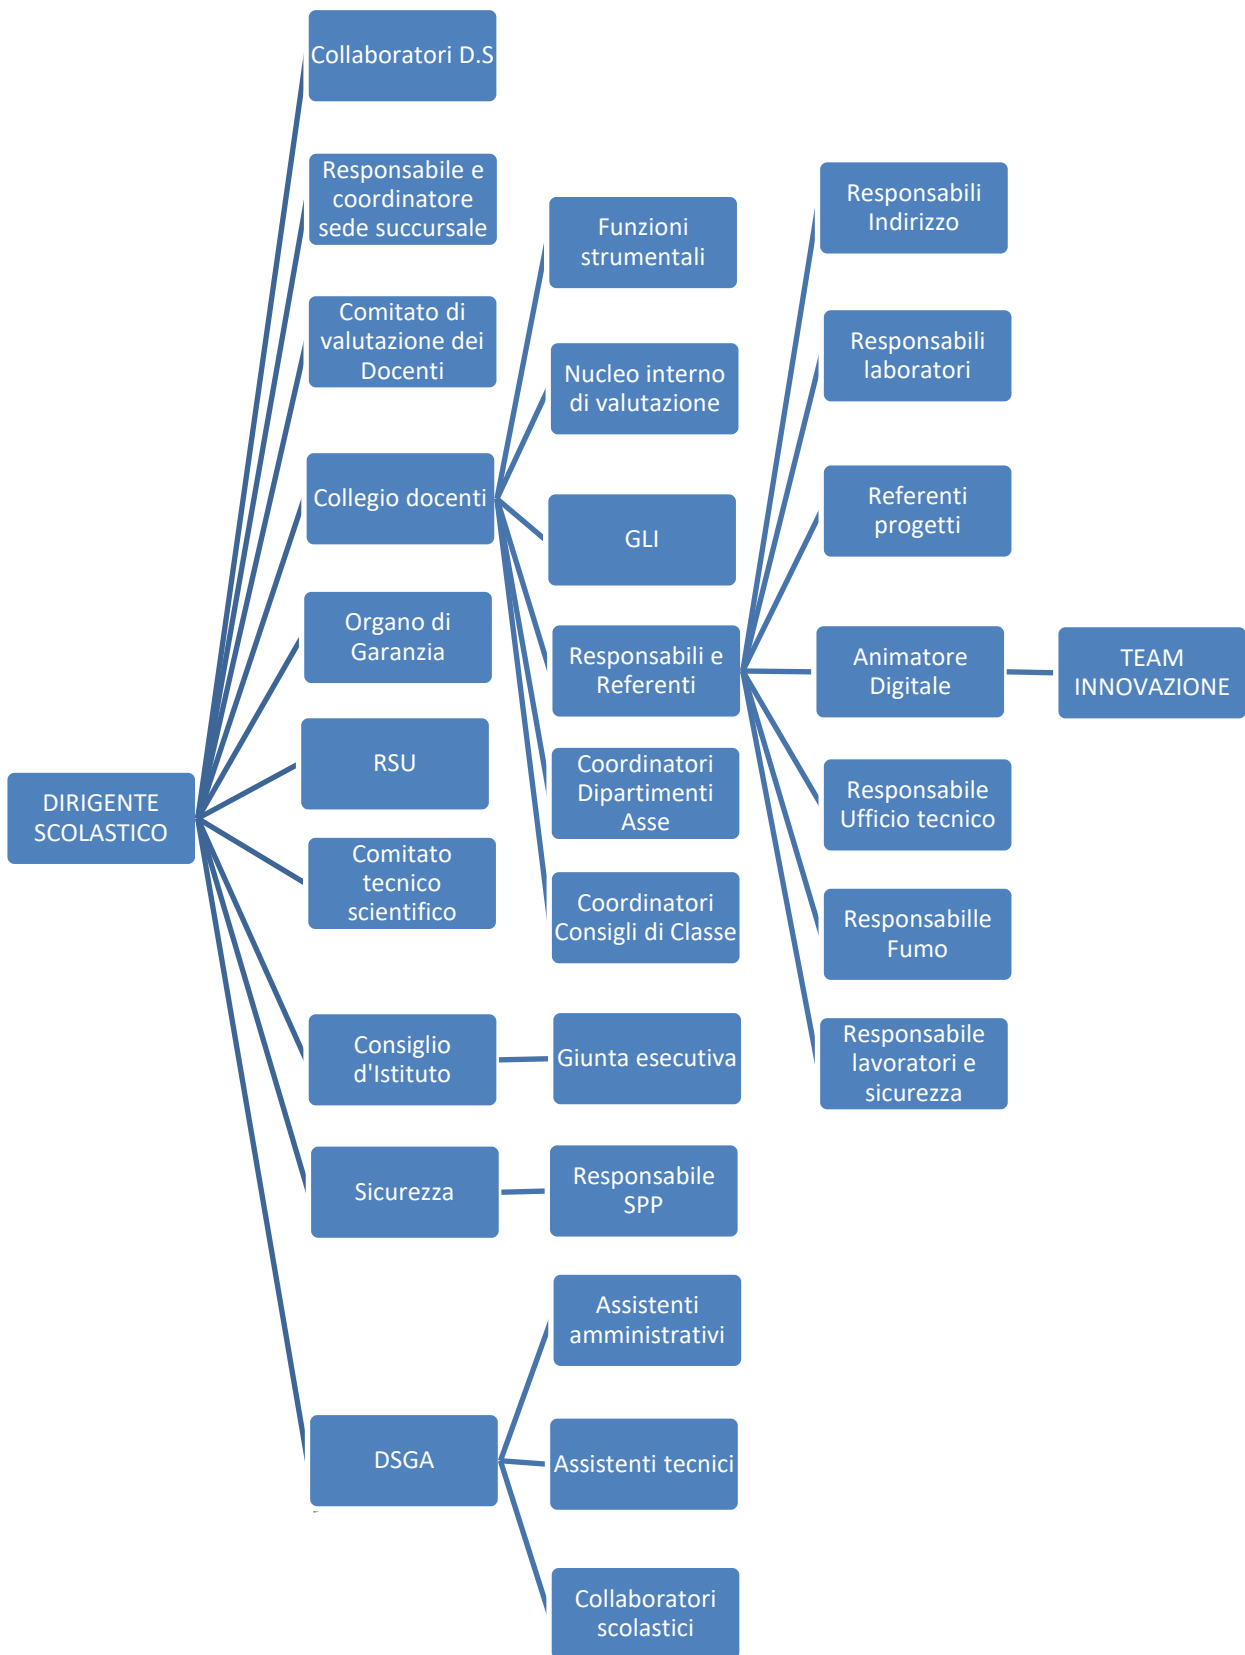 Collaboratori D.S
Responsabile e
coordinatore
sede succursale
Comitato di
valutazione dei
Docenti
Collegio docenti
Organo di
Garanzia
RSU
DIRIGENTE
SCOLASTICO
Comitato
tecnico
scientifico
Consiglio
d'Istituto
Sicurezza
DSGA
Funzioni
strumentali
Nucleo interno
di valutazione
GLI
Responsabili e
Referenti
Coordinatori
Dipartimenti
Asse
Coordinatori
Consigli di Classe
Giunta esecutiva
Responsabile
SPP
Assistenti
amministrativi
Assistenti tecnici
Collaboratori
scolastici
Responsabili
Indirizzo
Responsabili
laboratori
Referenti
progetti
Animatore
Digitale
Responsabile
Ufficio tecnico
Responsabille
Fumo
Responsabile
lavoratori e
sicurezza
TEAM
INNOVAZIONE